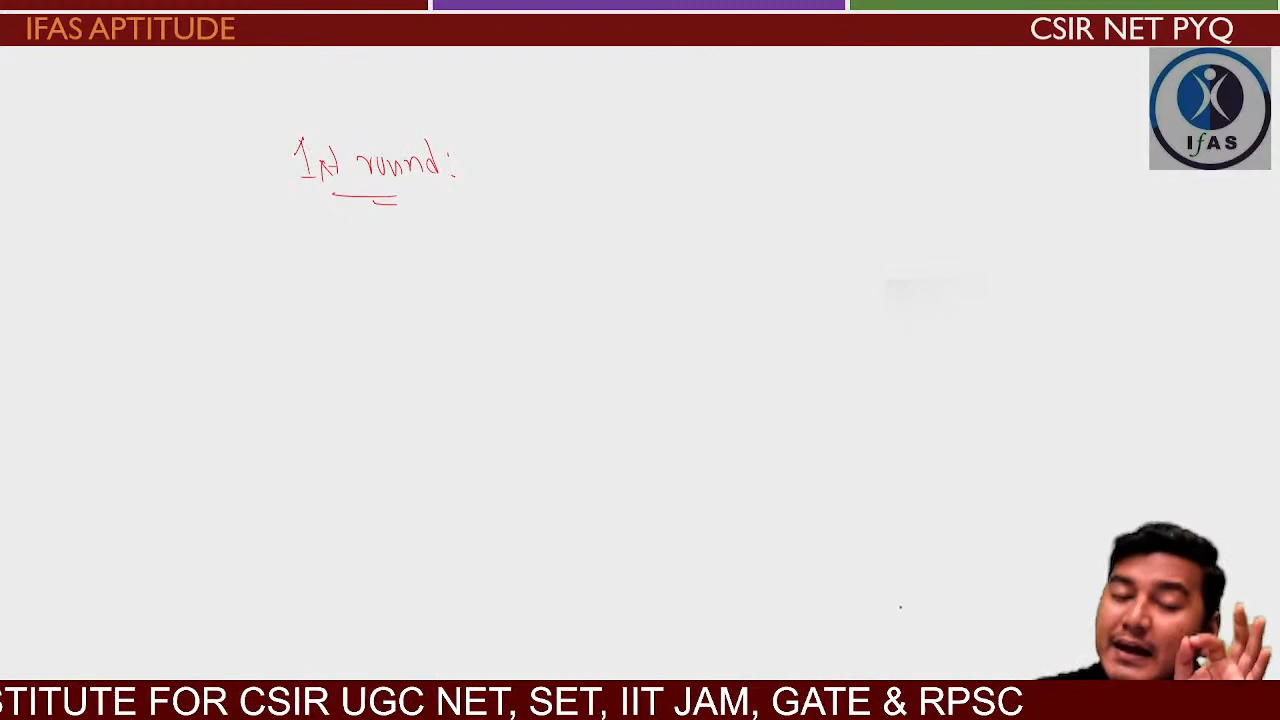 IFAS APTITUDE
CSIR NET PYQ
IfAS
1st round:
STITUTE FOR CSIR UGC NET, SET, IIT JAM, GATE & RPSC